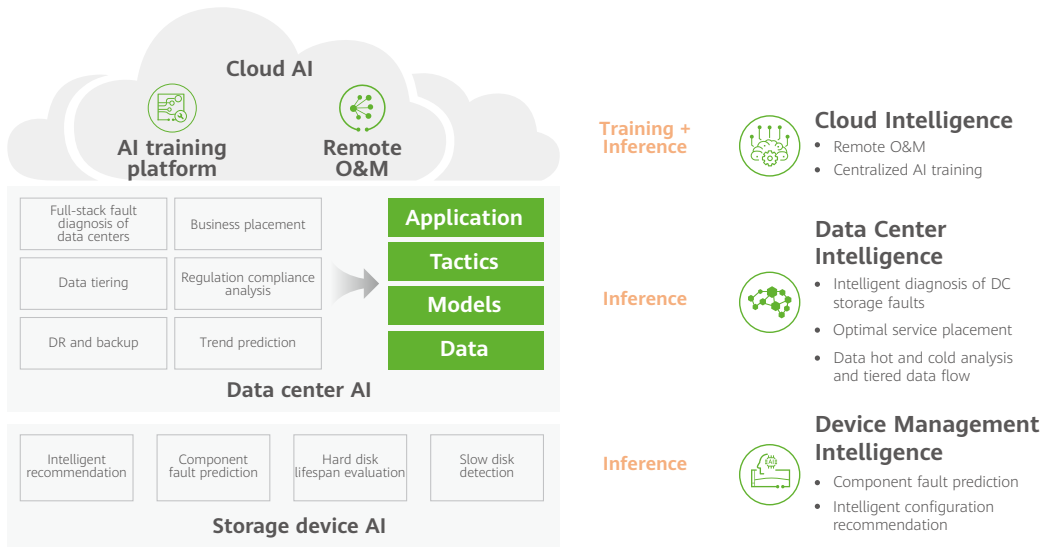 Cloud AI
AI training
platform
Remote
O&M
Full-stack fault
diagnosis of
data centers
Business placement
Data tiering
Regulation compliance
analysis
DR and backup
Trend prediction
Application
Tactics
Models
Data
Data center AI
Intelligent
recommendation
Component
fault prediction
Hard disk
lifespan evaluation
Slow disk
detection
Storage device AI
Training +
Inference
Cloud Intelligence
• Remote O&M
• Centralized AI training
Inference
Data Center
Intelligence
• Intelligent diagnosis of DC
storage faults
• Optimal service placement
• Data hot and cold analysis
and tiered data flow
Inference
AI
Device Management
Intelligence
• Component fault prediction
• Intelligent configuration
recommendation